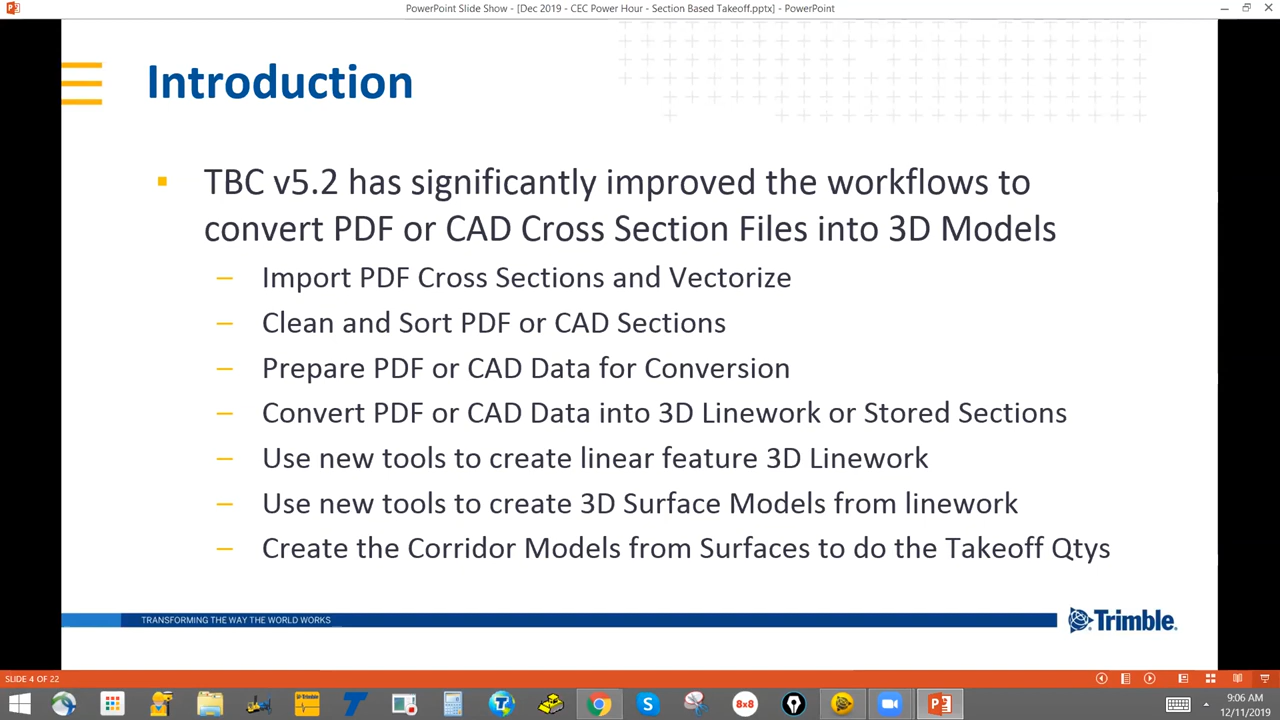 PowerPoint Slide Show - [Dec 2019 - CEC Power Hour - Section Based Takeoff.pptx] - PowerPoint
Introduction
TBC v5.2 has significantly improved the workflows to
convert PDF or CAD Cross Section Files into 3D Models
Import PDF Cross Sections and Vectorize
Clean and Sort PDF or CAD Sections
Prepare PDF or CAD Data for Conversion
Convert PDF or CAD Data into 3D Linework or Stored Sections
Use new tools to create linear feature 3D Linework
Use new tools to create 3D Surface Models from linework
Create the Corridor Models from Surfaces to do the Takeoff Qtys
TRANSFORMING THE WAY THE WORLD WORKS
Trimble
SLIDE 4 OF 22
8x8
9:06 AM
12/11/2019